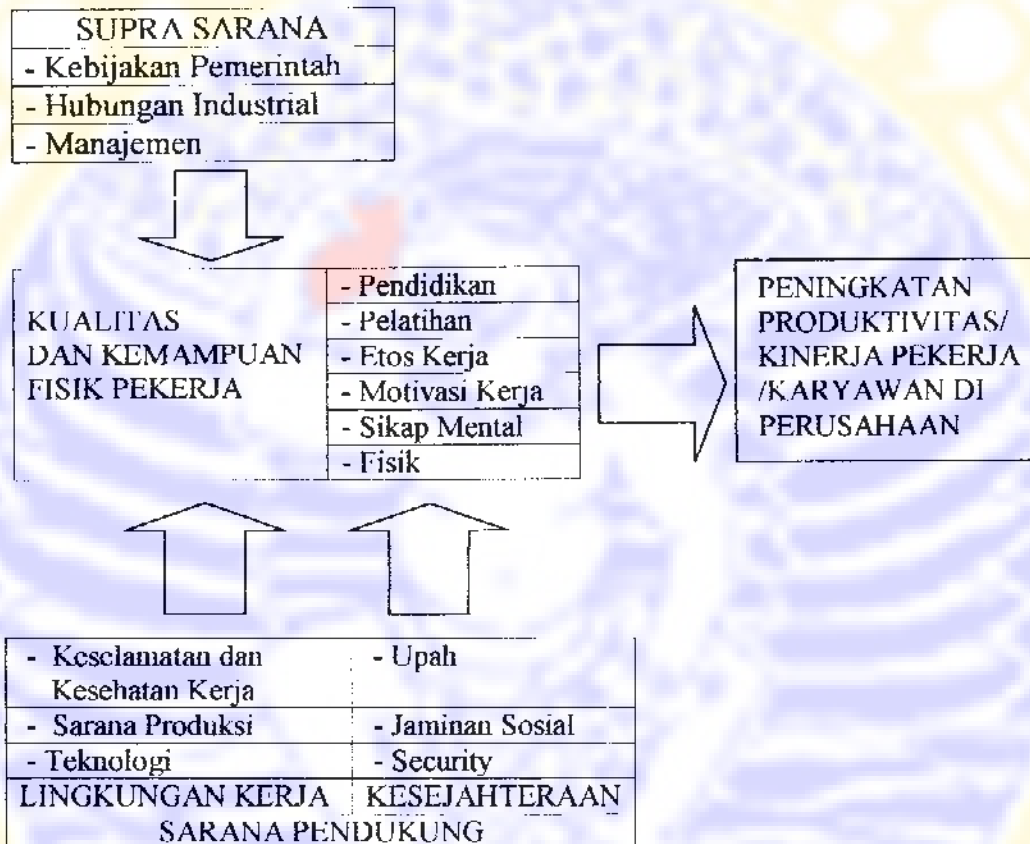 SUPRA SARANA
- Kebijakan Pemerintah
- Hubungan Industrial
- Manajemen
KUALITAS
DAN KEMAMPUAN
FISIK PEKERJA
- Pendidikan
- Pelatihan
- Etos Kerja
- Motivasi Kerja
- Sikap Mental
- Fisik
PENINGKATAN
PRODUKTIVITAS/
KINERJA PEKERJA
/KARYAWAN DI
PERUSAHAAN
- Keselamatan dan
Kesehatan Kerja
- Upah
- Sarana Produksi
- Jaminan Sosial
- Teknologi
- Security
LINGKUNGAN KERJA
KESEJAHTERAAN
SARANA PENDUKUNG